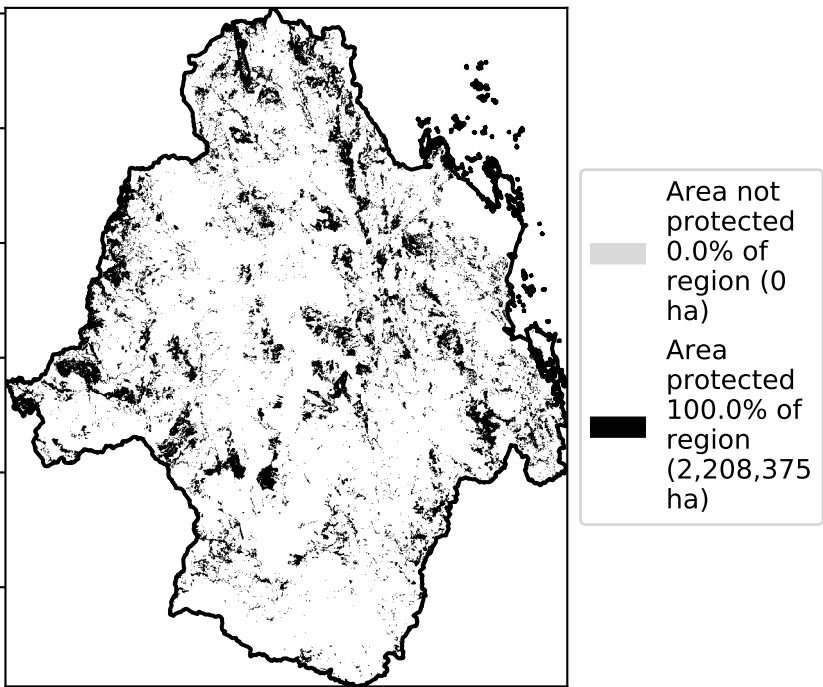 Area not
protected
0.0% of
region (0
ha)
Area
protected
100.0% of
region
(2,208,375
ha)